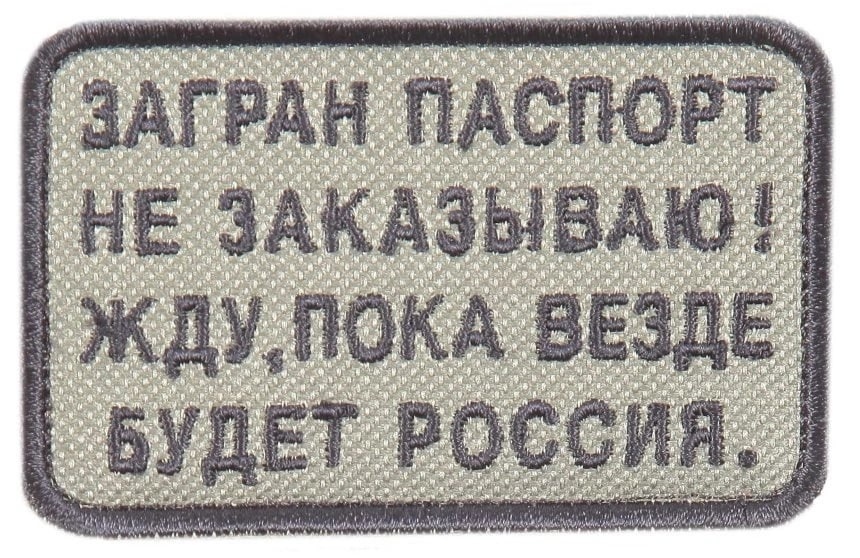 ЗАГРАН ПАСПОРТ
НЕ ЗАКАЗЫВАЮ!
ЖДУ, ПОКА ВЕЗДЕ
БУДЕТ РОССИЯ.